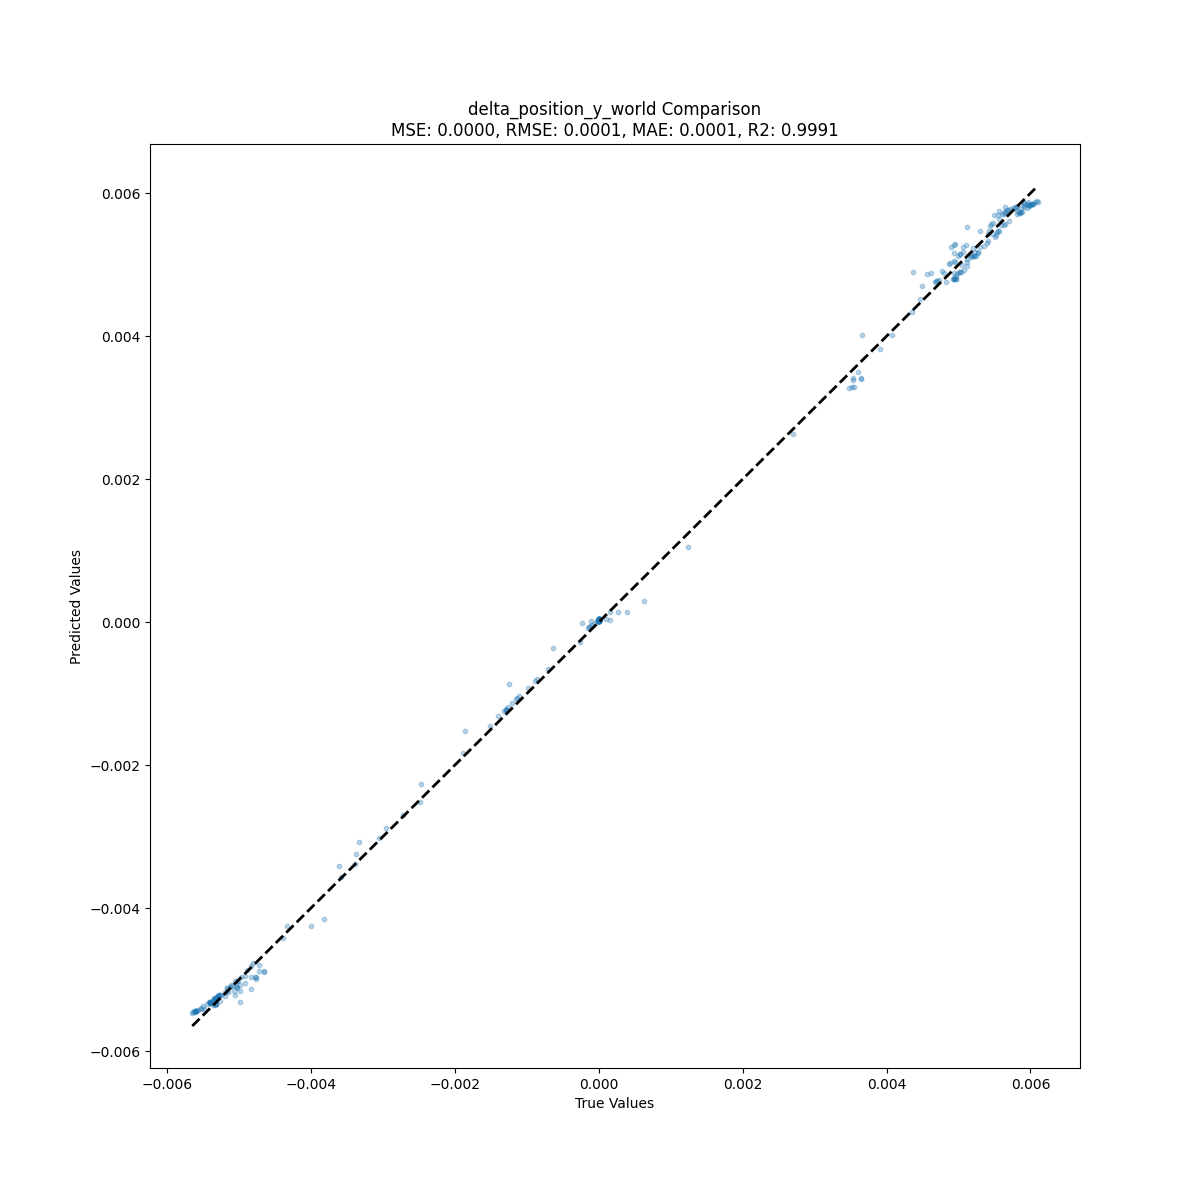 delta_position_y_world Comparison
MSE: 0.0000, RMSE: 0.0001, MAE: 0.0001, R2: 0.9991
0.006
0.004
0.002
0.000
−0.002
−0.004
−0.006
Predicted Values
−0.006 −0.004 −0.002 0.000 0.002 0.004 0.006
True Values